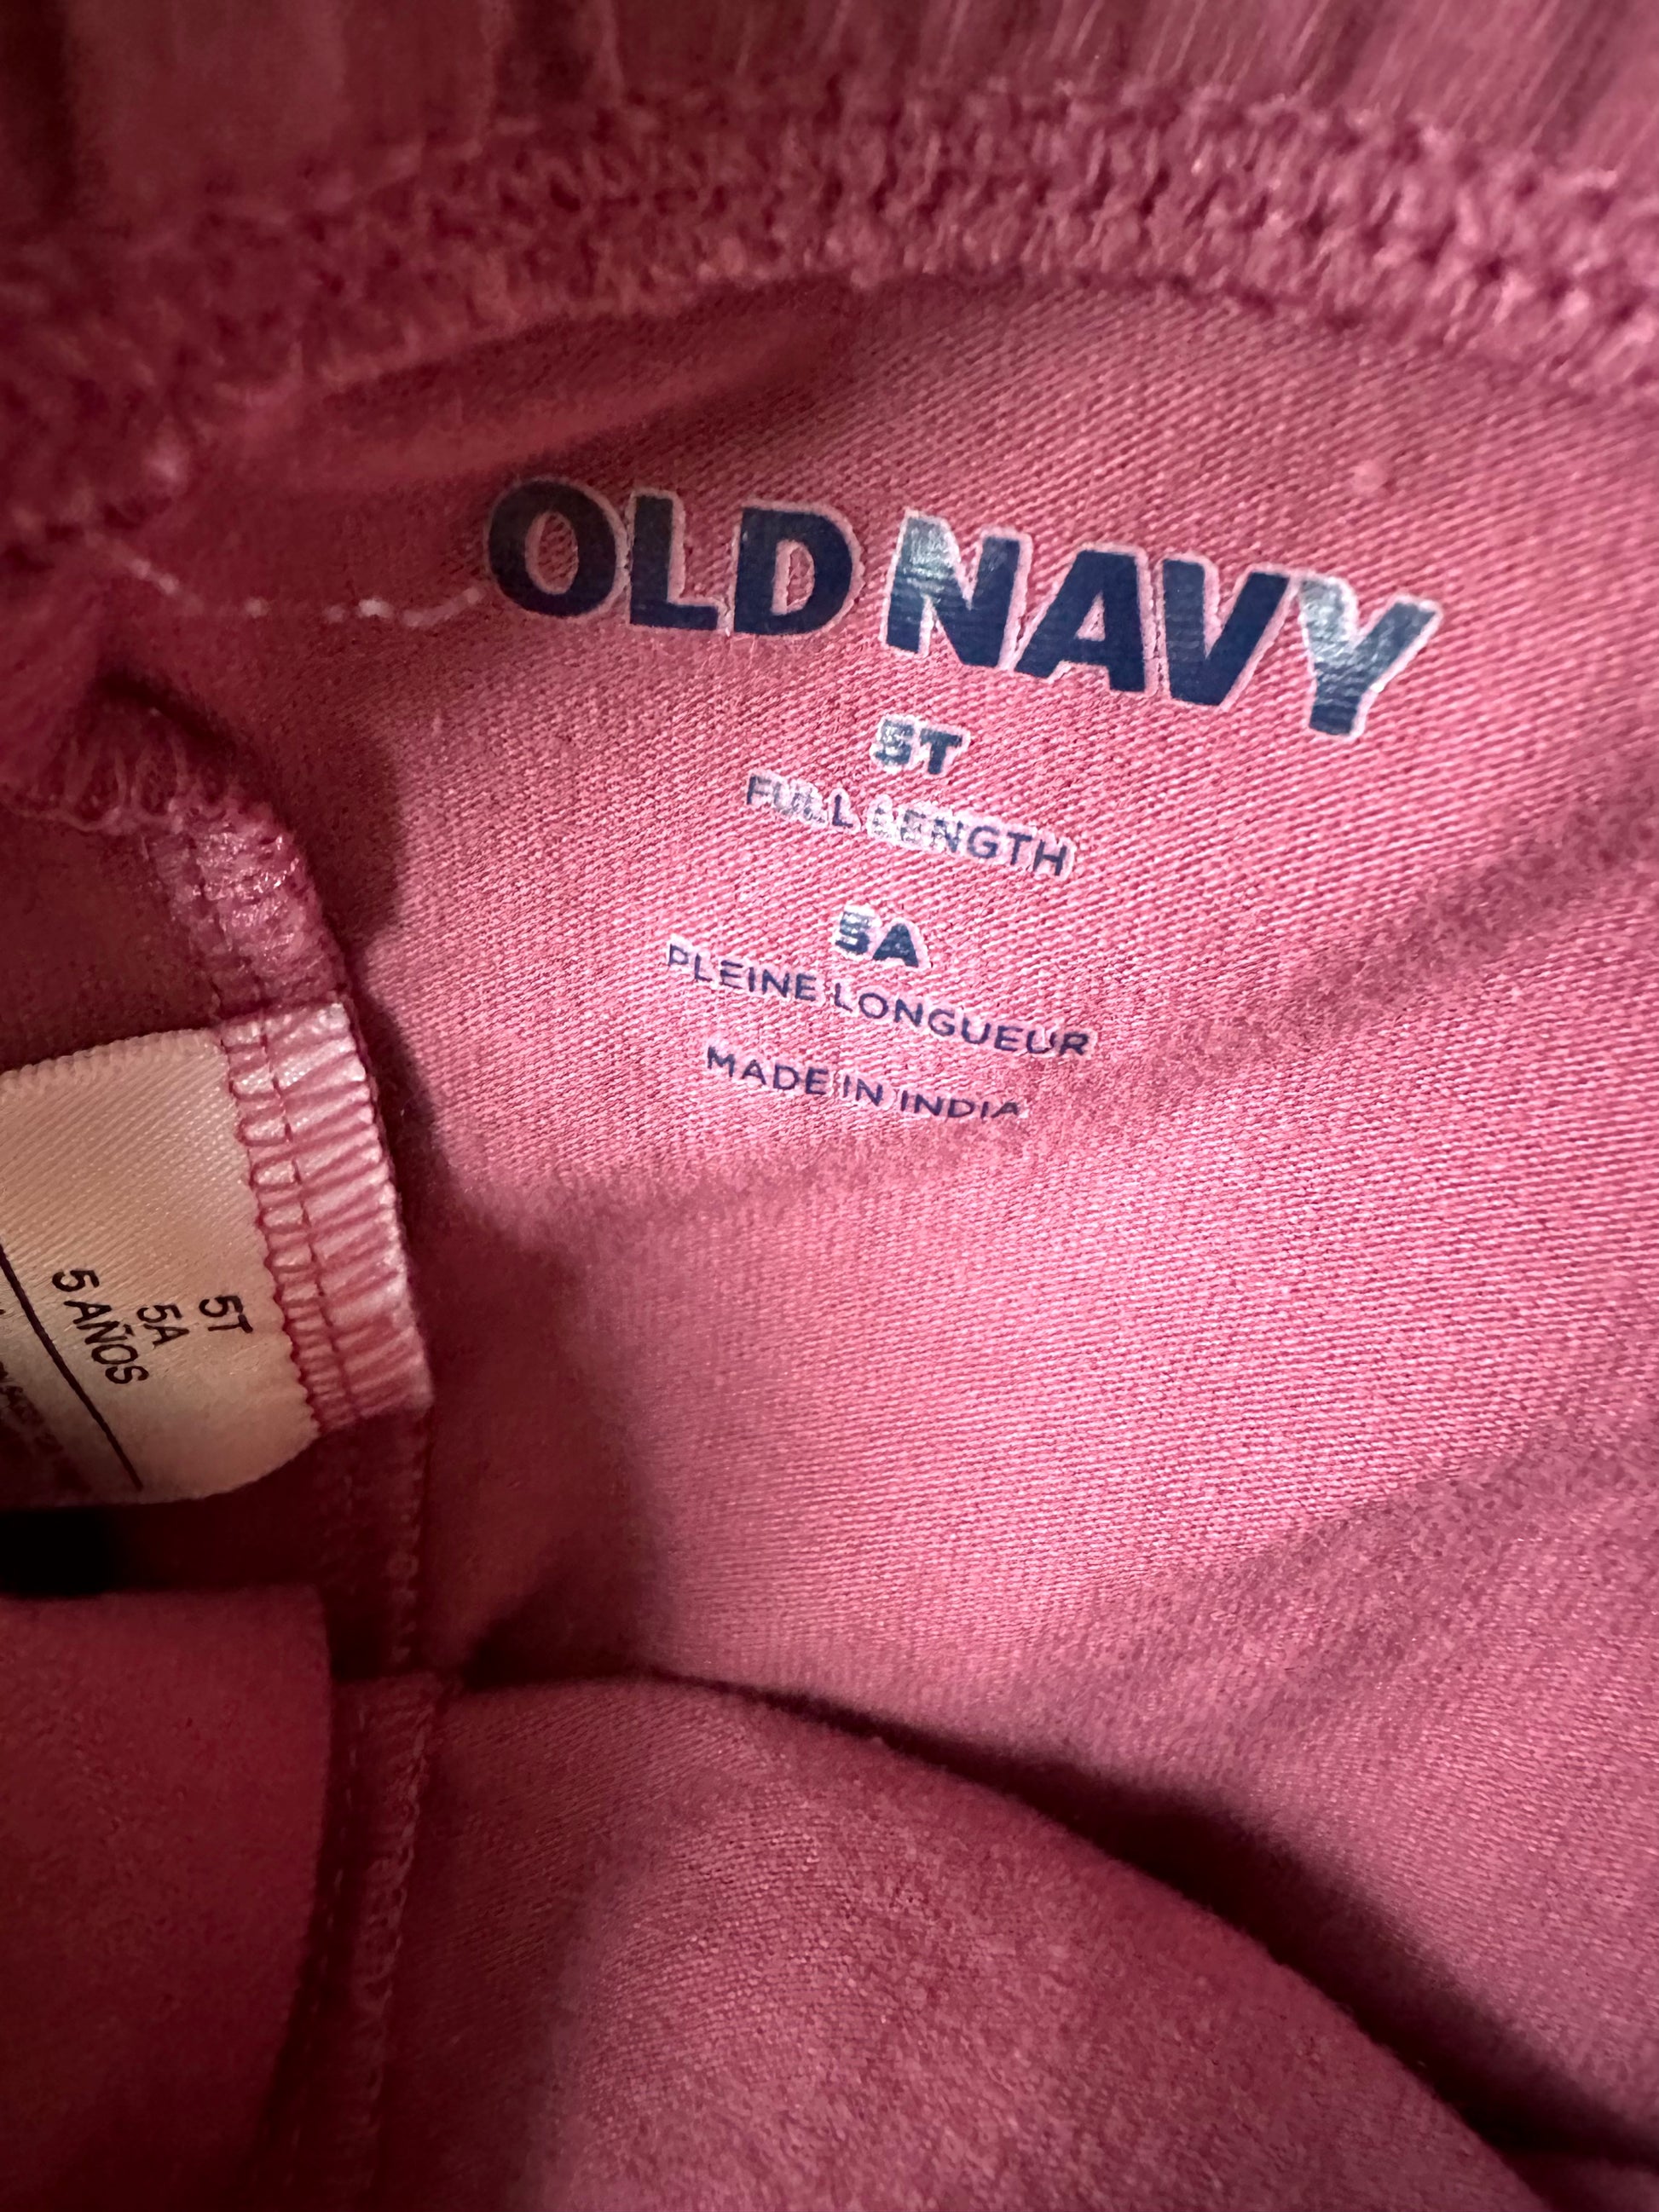 OLD NAVY
5T
FULL LENGTH
5A
PLEINE LONGUEUR
MADE IN INDIA
5T
5A
5 AÑOS